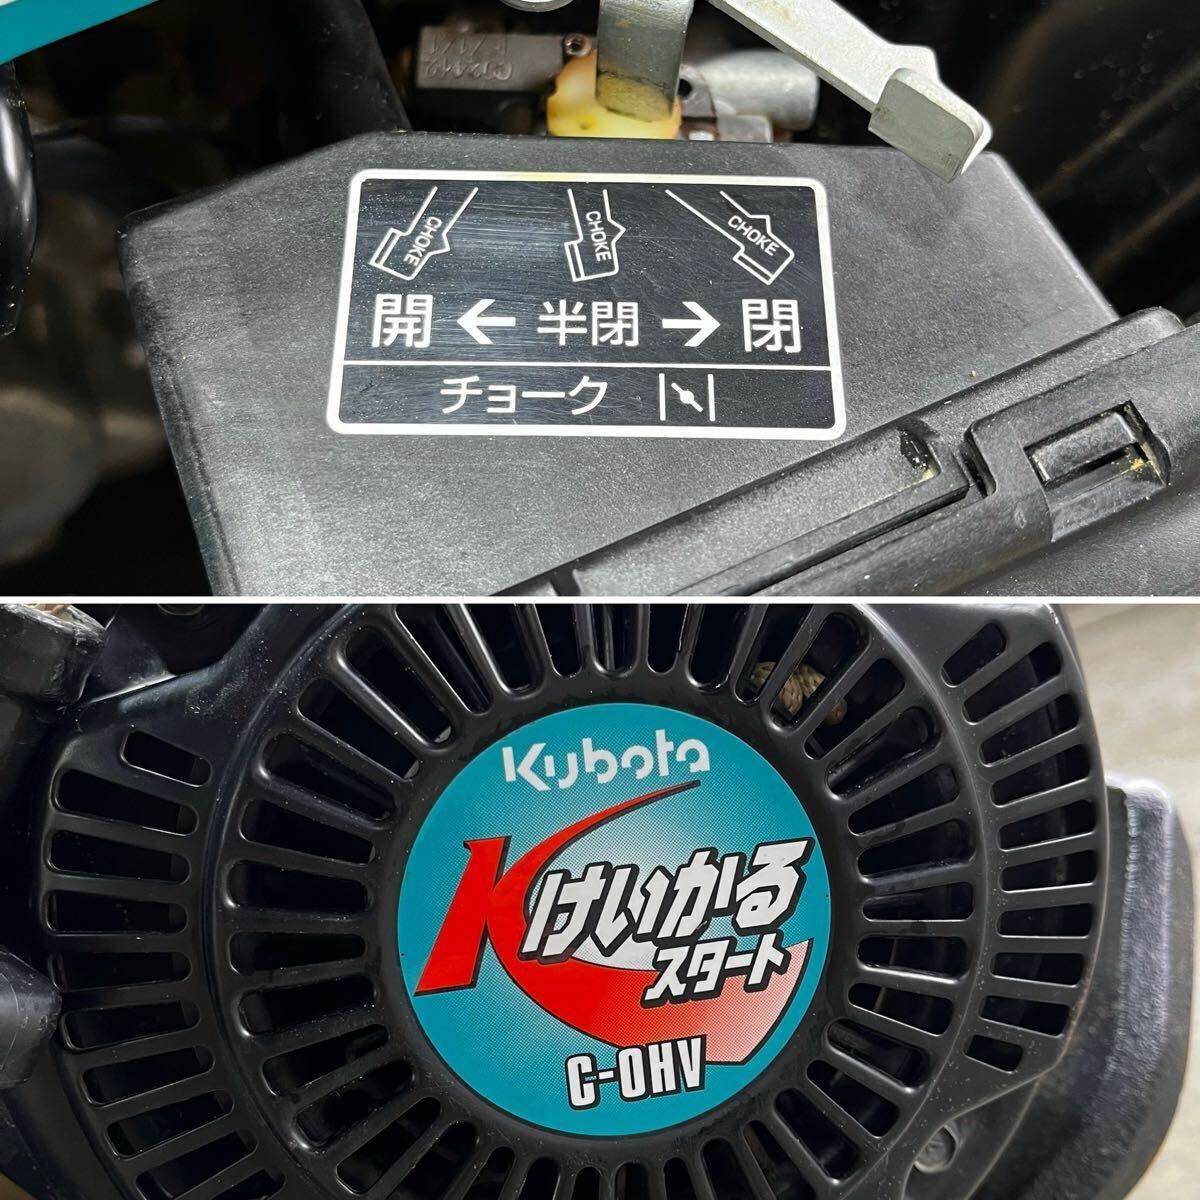 CHOKE CHOKE CHOKE
開 ← 半閉 → 閉
チョーク
Kubota
K けいかる
スタート
C-OHV